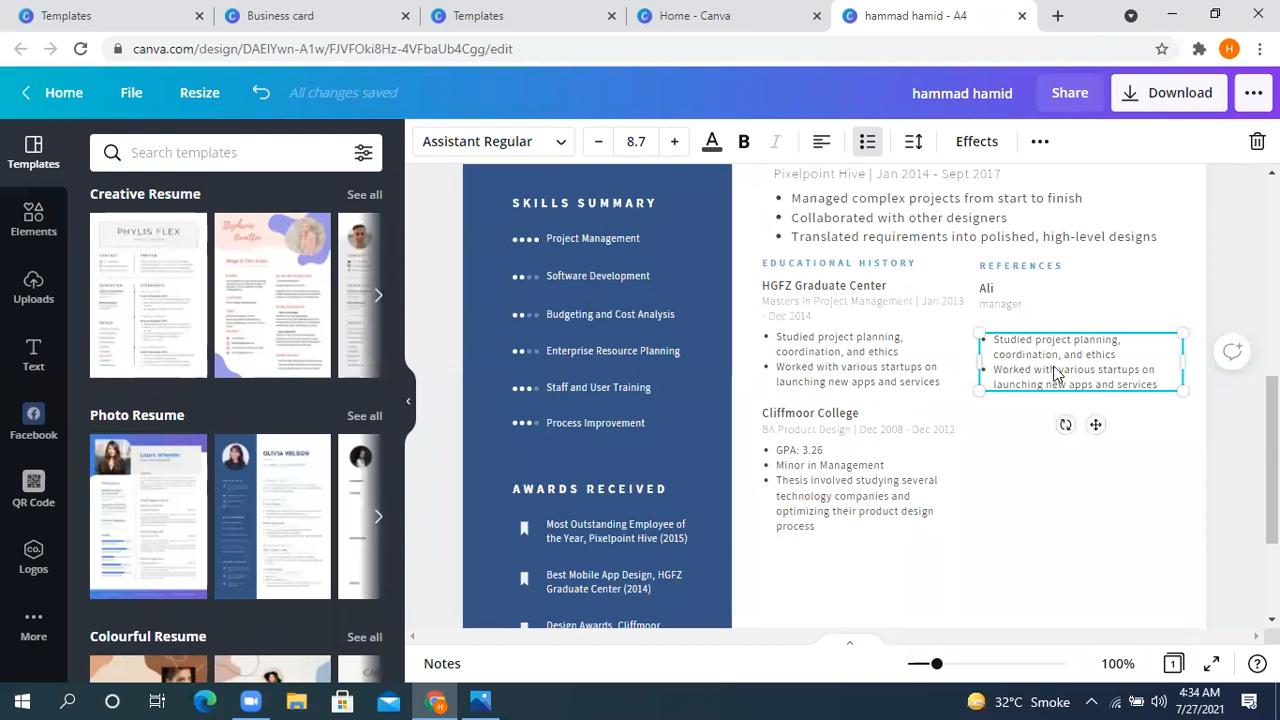 Templates
Business card
Templates
Home - Canva
hammad hamid - A4
canva.com/design/DAElYwn-A1w/FJVFOki8Hz-4VFbaUb4Cgg/edit
H
Home
File
Resize
All changes saved
hammad hamid
Share
Download
Templates
Search templates
Assistant Regular
8.7
A
B
I
Effects
Elements
Creative Resume
See all
PHYLIS FLEX
Facebook
Photo Resume
See all
OLIVIA WILSON
Logos
More
Colourful Resume
See all
SKILLS SUMMARY
Project Management
Software Development
Budgeting and Cost Analysis
Enterprise Resource Planning
Staff and User Training
Process Improvement
AWARDS RECEIVED
Most Outstanding Employee of
the Year, Pixelpoint Hive (2015)
Best Mobile App Design, HGFZ
Graduate Center (2014)
Design Awards, Cliffmoor
Pixelpoint Hive | Jan 2014 - Sept 2017
Managed complex projects from start to finish
Collaborated with other designers
Translated requirements into polished, high-level designs
EDUCATIONAL HISTORY
HGFZ Graduate Center
Project Management | Jan 2013
- Dec 2014
Studied project planning,
coordination, and ethics
Worked with various startups on
launching new apps and services
Cliffmoor College
BA Product Design | Dec 2008 - Dec 2012
GPA: 3.26
Minor in Management
Thesis involved studying several
technology companies and
optimizing their product design
process
REFERENCES
Ali
manager
Studied project planning,
coordination, and ethics
Worked with various startups on
launching new apps and services
Notes
100%
1
H
32°C Smoke
4:34 AM
7/27/2021